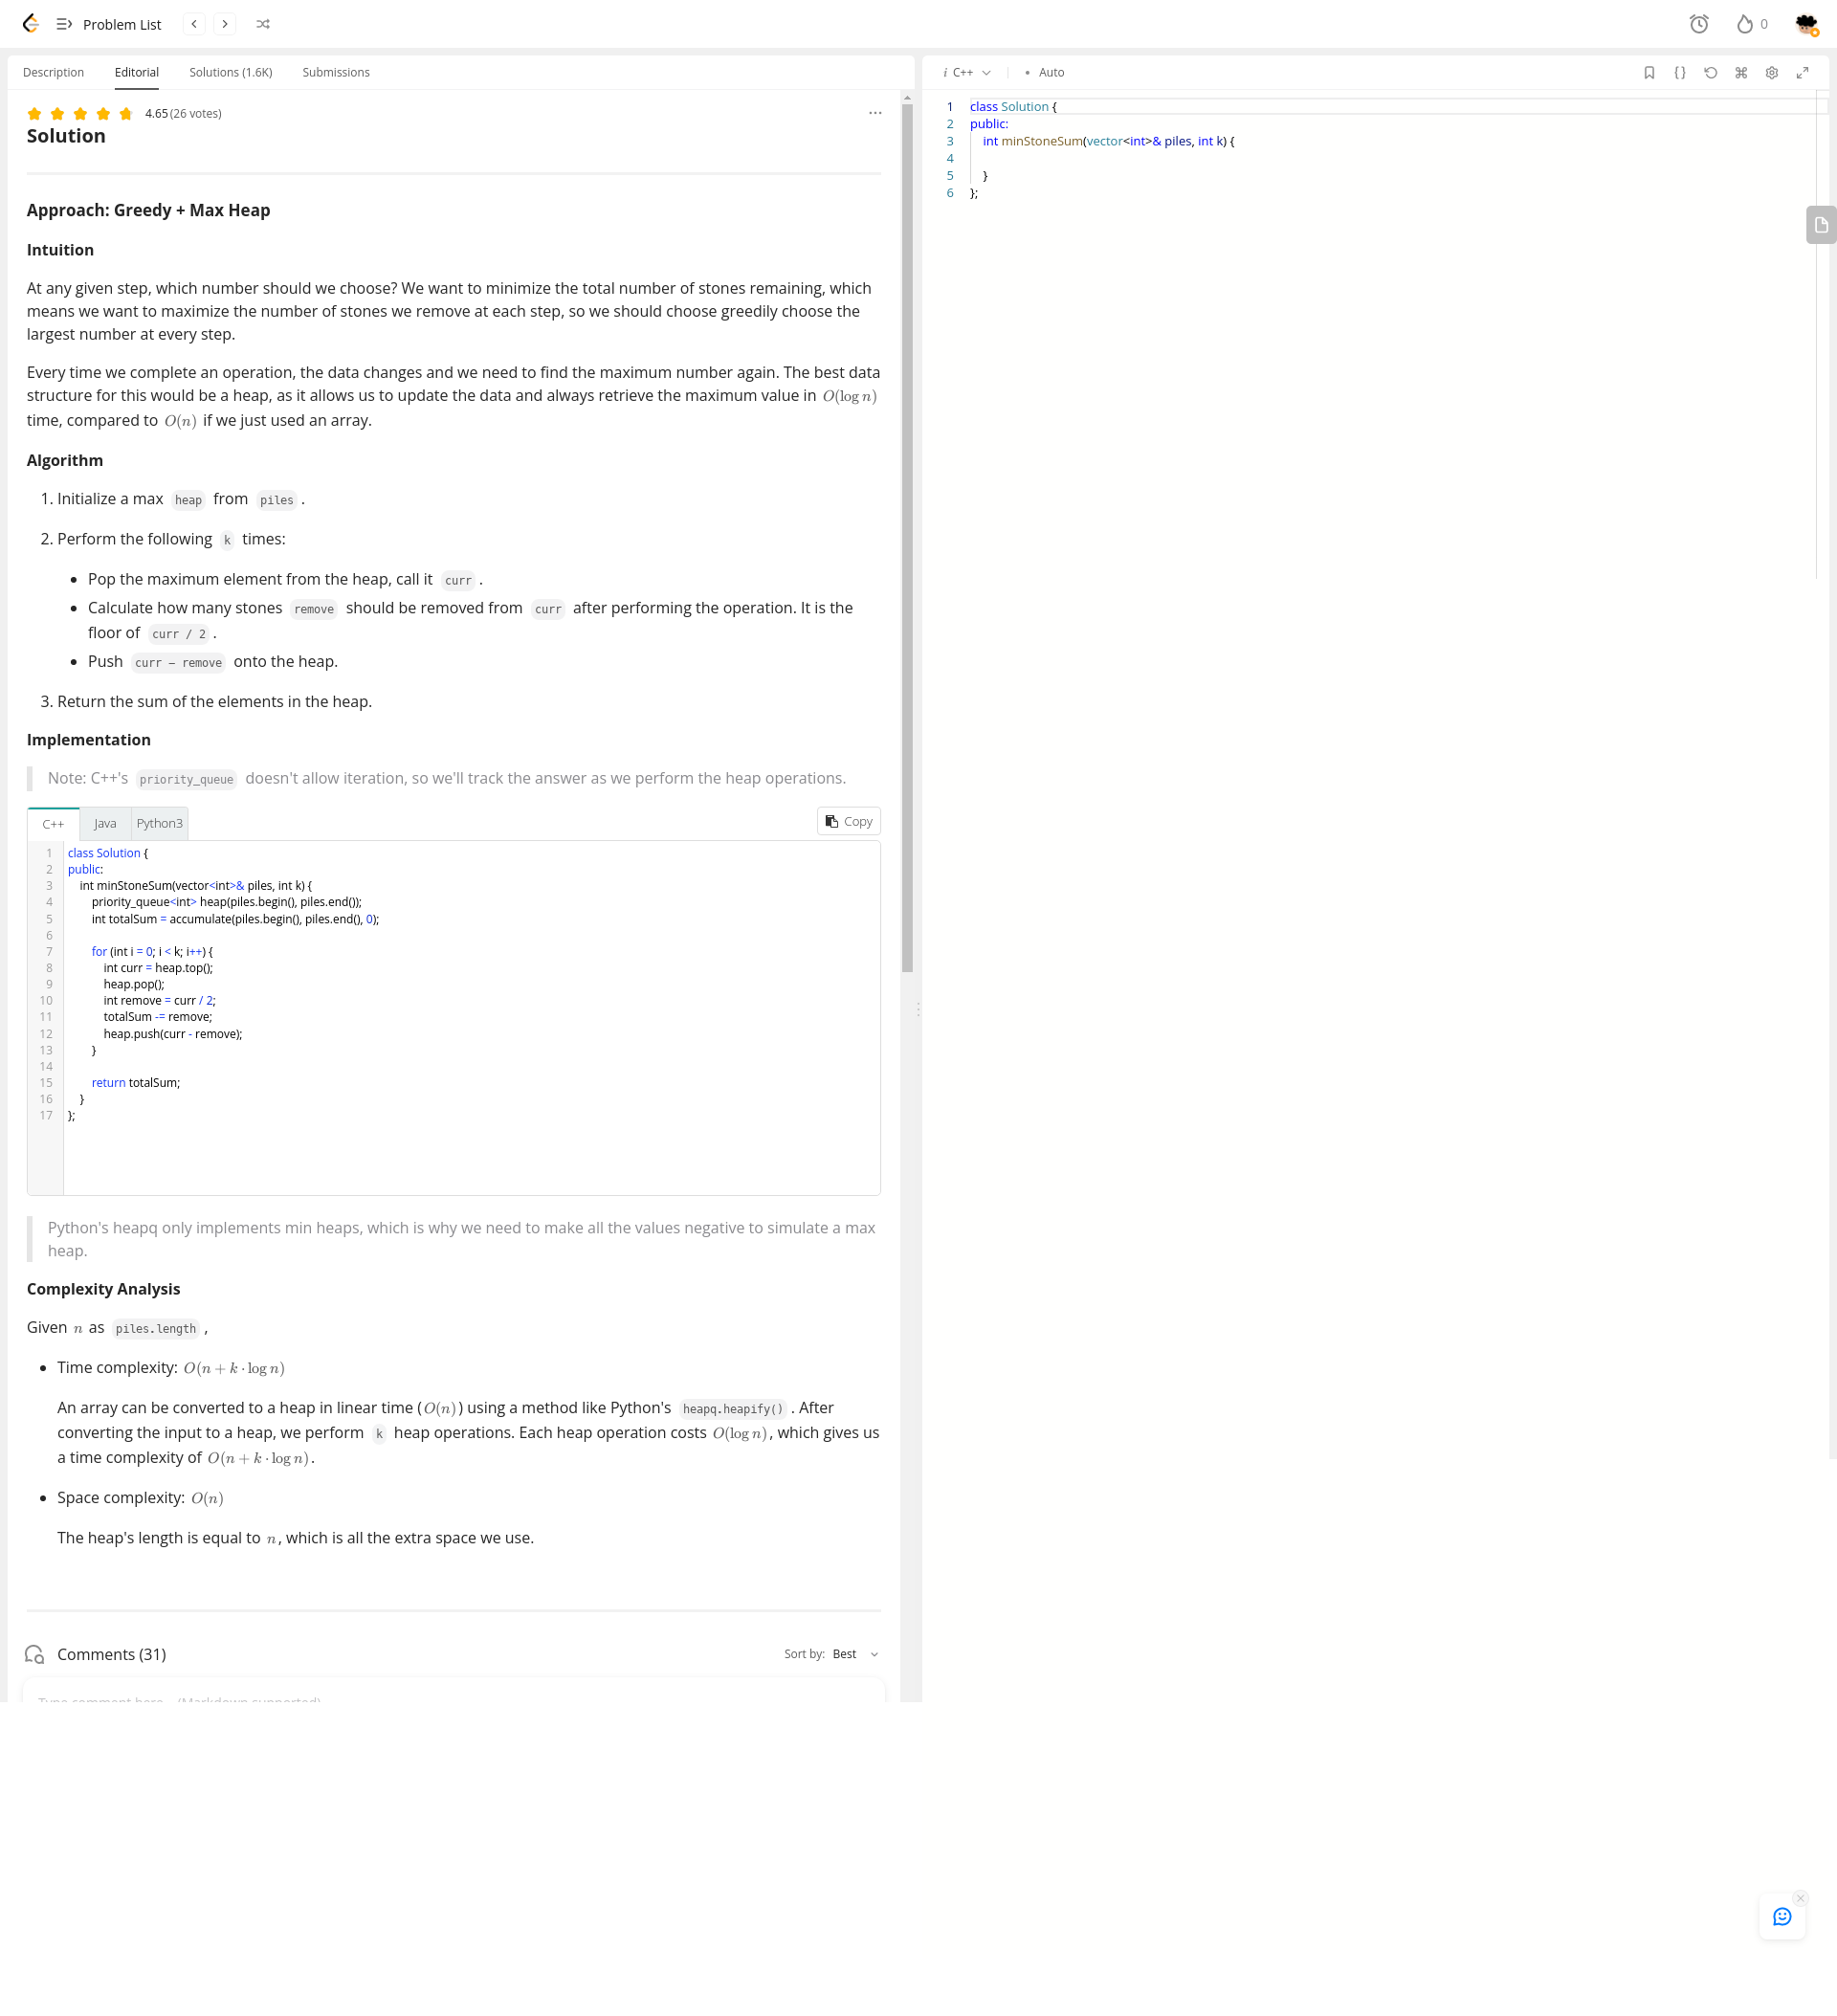 Problem List
0
Description Editorial Solutions (1.6K) Submissions
4.65 (26 votes)
Solution
Approach: Greedy + Max Heap
Intuition
At any given step, which number should we choose? We want to minimize the total number of stones remaining, which
means we want to maximize the number of stones we remove at each step, so we should choose greedily choose the
largest number at every step.
Every time we complete an operation, the data changes and we need to find the maximum number again. The best data
structure for this would be a heap, as it allows us to update the data and always retrieve the maximum value in O(log n)
time, compared to O(n) if we just used an array.
Algorithm
1. Initialize a max heap from piles .
2. Perform the following k times:
• Pop the maximum element from the heap, call it curr .
• Calculate how many stones remove should be removed from curr after performing the operation. It is the
floor of curr / 2 .
• Push curr – remove onto the heap.
3. Return the sum of the elements in the heap.
Implementation
Note: C++'s priority_queue doesn't allow iteration, so we'll track the answer as we perform the heap operations.
C++ Java Python3 Copy
1 class Solution {
2 public:
3 int minStoneSum(vector<int>& piles, int k) {
4 priority_queue<int> heap(piles.begin(), piles.end());
5 int totalSum = accumulate(piles.begin(), piles.end(), 0);
6
7 for (int i = 0; i < k; i++) {
8 int curr = heap.top();
9 heap.pop();
10 int remove = curr / 2;
11 totalSum -= remove;
12 heap.push(curr - remove);
13 }
14
15 return totalSum;
16 }
17 };
Python's heapq only implements min heaps, which is why we need to make all the values negative to simulate a max
heap.
Complexity Analysis
Given n as piles.length ,
• Time complexity: O(n + k · log n)
An array can be converted to a heap in linear time (O(n)) using a method like Python's heapq.heapify() . After
converting the input to a heap, we perform k heap operations. Each heap operation costs O(log n), which gives us
a time complexity of O(n + k · log n).
• Space complexity: O(n)
The heap's length is equal to n, which is all the extra space we use.
Comments (31) Sort by: Best
Type comment here... (Markdown supported)
i C++ • Auto
1 class Solution {
2 public:
3 int minStoneSum(vector<int>& piles, int k) {
4
5 }
6 };